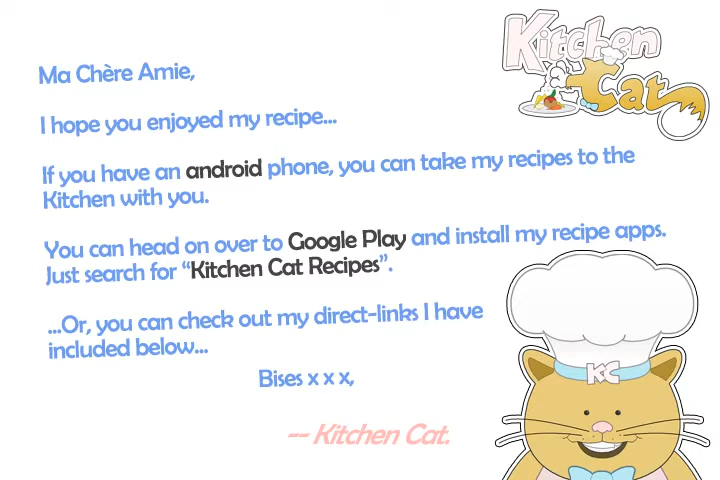 Kitchen
Cat
Ma Chère Amie,
I hope you enjoyed my recipe...
If you have an android phone, you can take my recipes to the
Kitchen with you.
You can head on over to Google Play and install my recipe apps.
Just search for “Kitchen Cat Recipes”.
...Or, you can check out my direct-links I have
included below...
Bises x x x,
-- Kitchen Cat.
KC